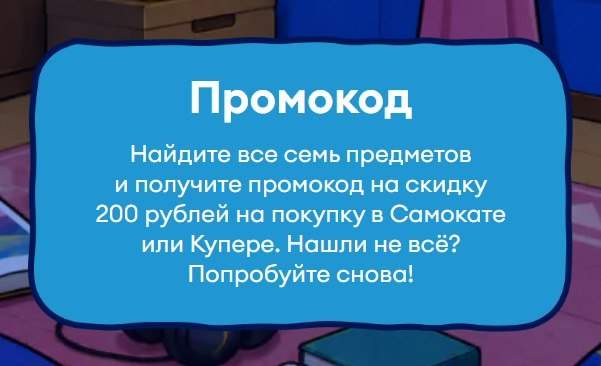 Промокод
Найдите все семь предметов
и получите промокод на скидку
200 рублей на покупку в Самокате
или Купере. Нашли не всё?
Попробуйте снова!